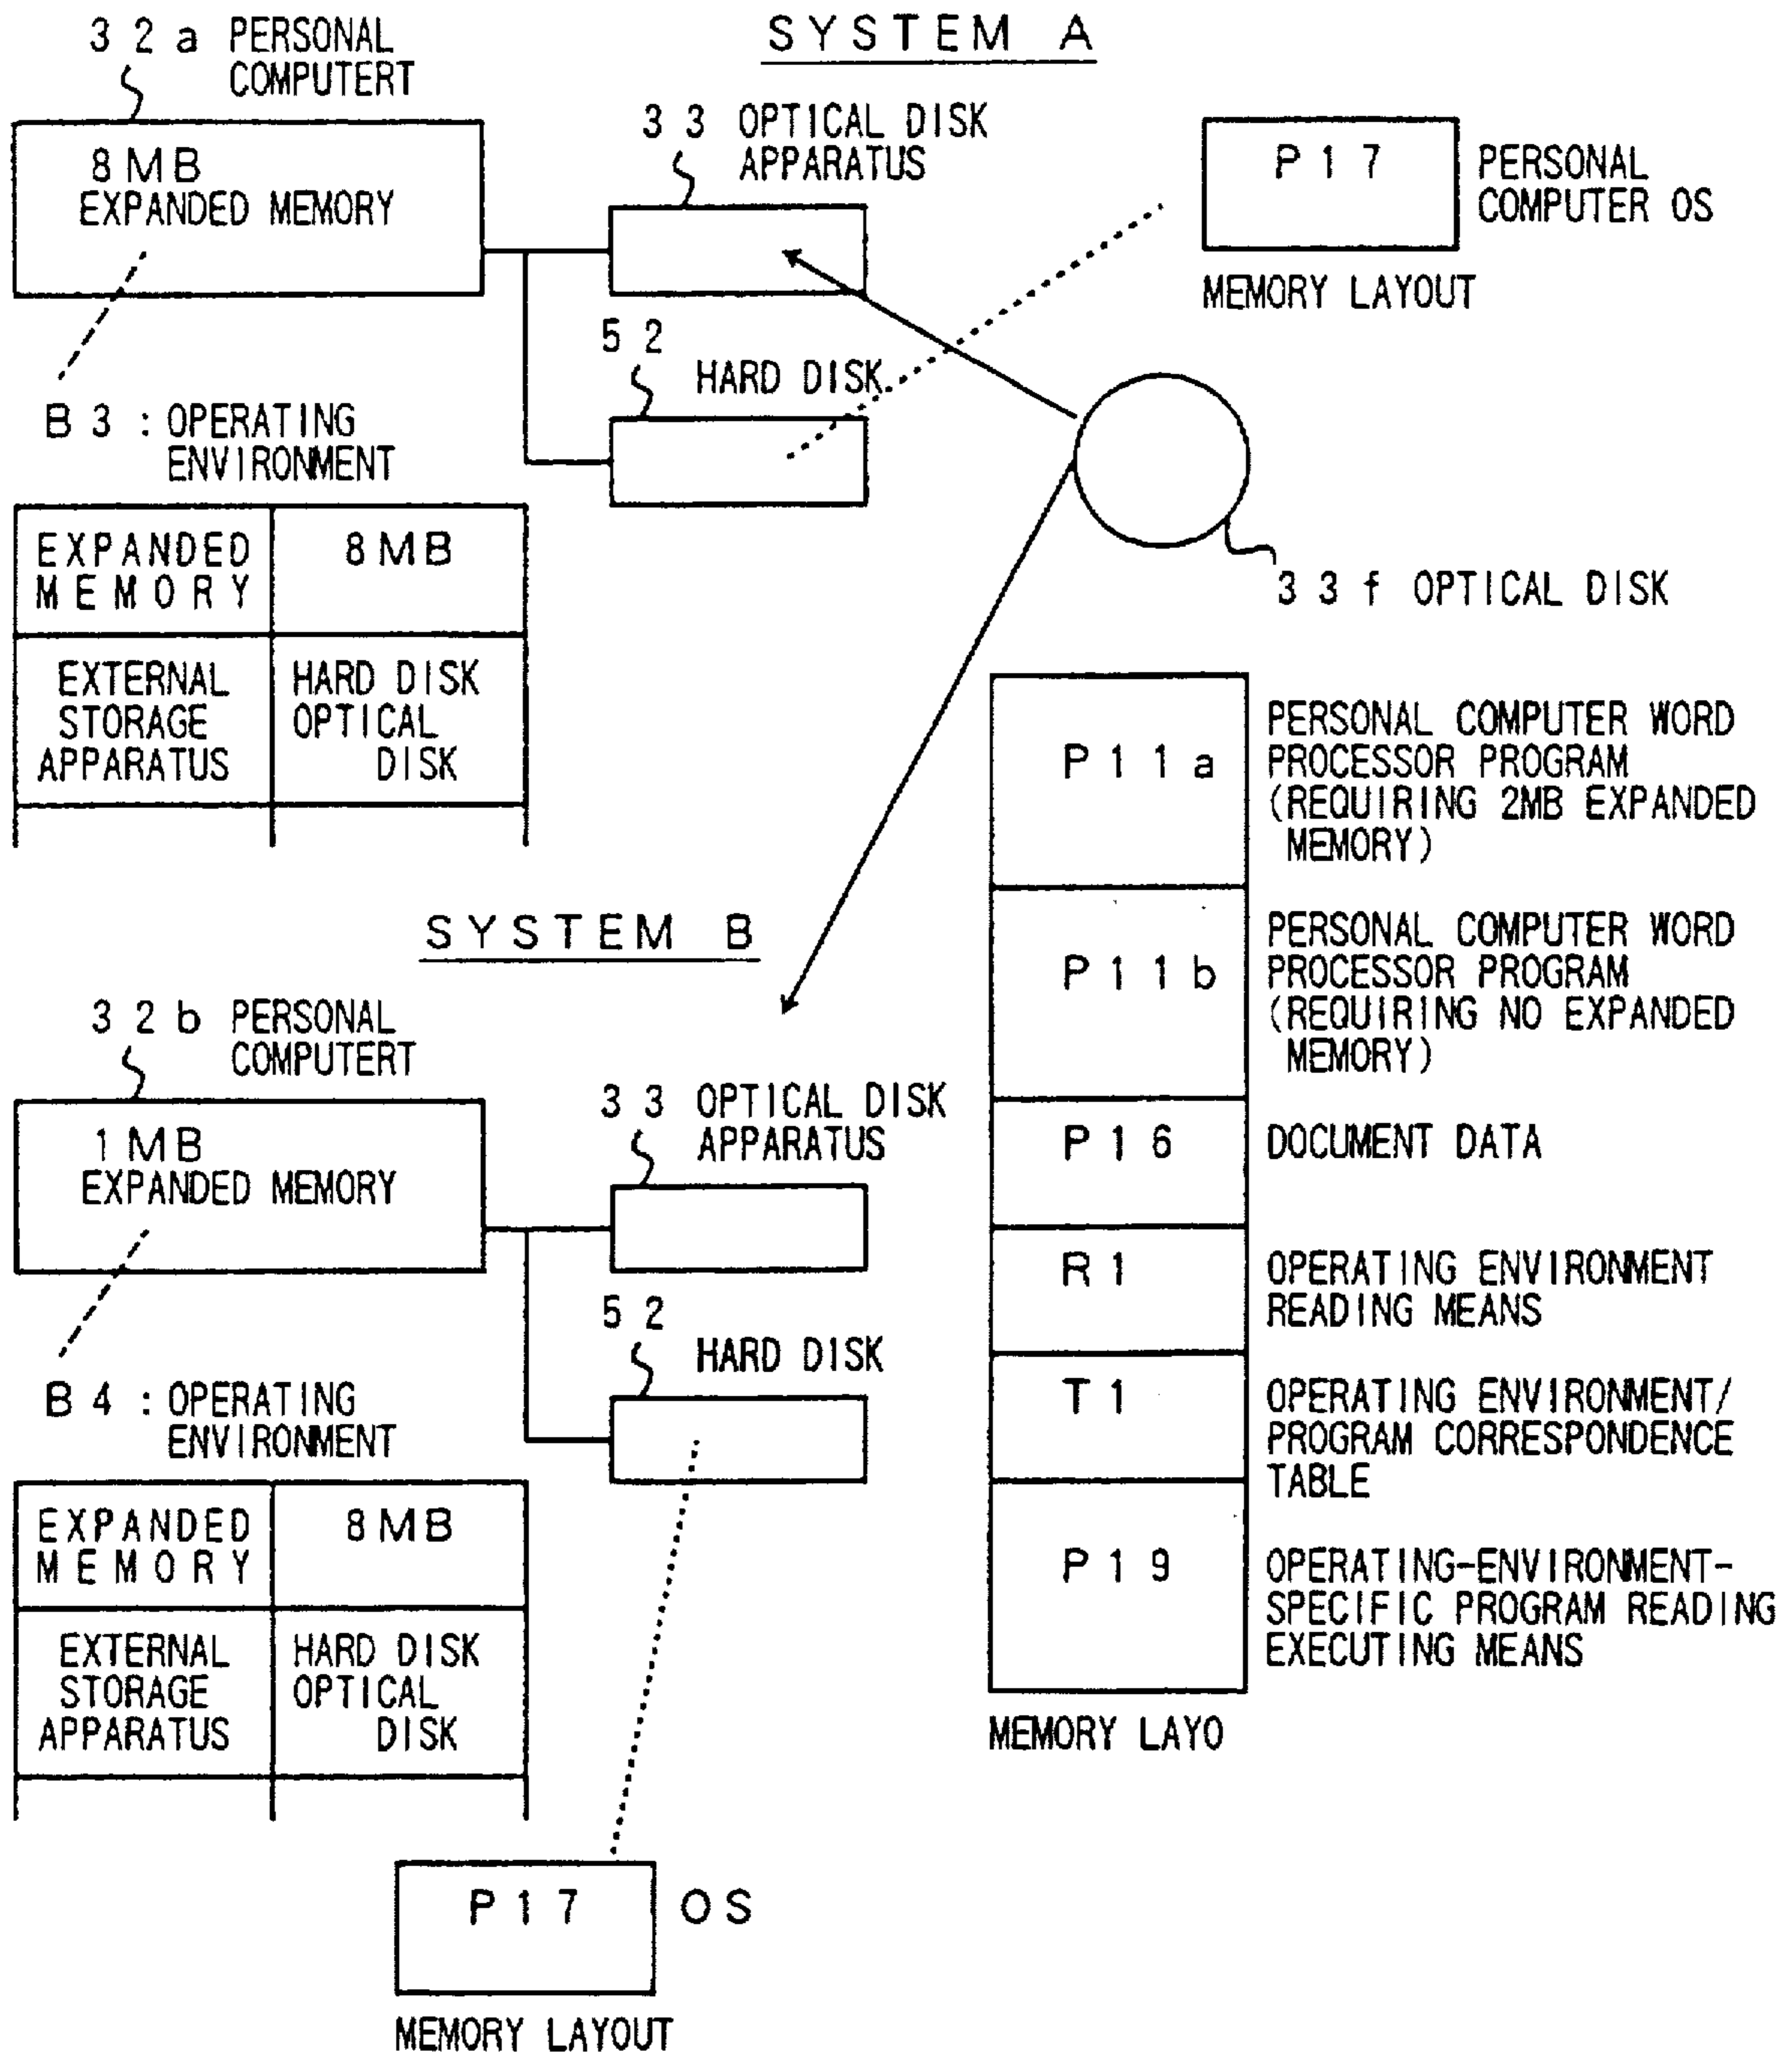 SYSTEM A
32a PERSONAL
COMPUTERT
8MB
EXPANDED MEMORY
33 OPTICAL DISK
APPARATUS
P17
PERSONAL
COMPUTER OS
MEMORY LAYOUT
52
HARD DISK
B3 : OPERATING
ENVIRONMENT
EXPANDED
MEMORY
8MB
EXTERNAL
STORAGE
APPARATUS
HARD DISK
OPTICAL
DISK
33f OPTICAL DISK
P11a
PERSONAL COMPUTER WORD
PROCESSOR PROGRAM
(REQUIRING 2MB EXPANDED
MEMORY)
P11b
PERSONAL COMPUTER WORD
PROCESSOR PROGRAM
(REQUIRING NO EXPANDED
MEMORY)
P16
DOCUMENT DATA
R1
OPERATING ENVIRONMENT
READING MEANS
T1
OPERATING ENVIRONMENT/
PROGRAM CORRESPONDENCE
TABLE
P19
OPERATING-ENVIRONMENT-
SPECIFIC PROGRAM READING
EXECUTING MEANS
MEMORY LAYO
SYSTEM B
32b PERSONAL
COMPUTERT
1MB
EXPANDED MEMORY
33 OPTICAL DISK
APPARATUS
52
HARD DISK
B4 : OPERATING
ENVIRONMENT
EXPANDED
MEMORY
8MB
EXTERNAL
STORAGE
APPARATUS
HARD DISK
OPTICAL
DISK
P17
OS
MEMORY LAYOUT